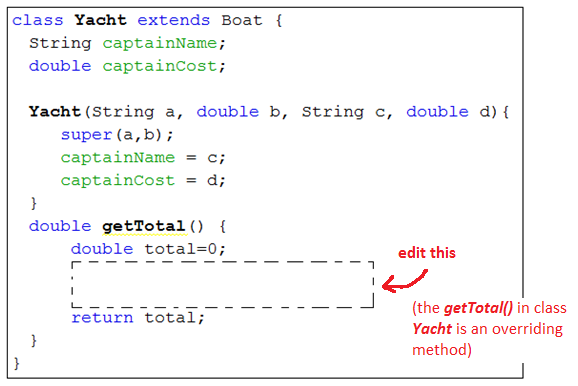 class Yacht extends Boat {
String captainName;
double captainCost;
Yacht(String a, double b, String c, double d){
super(a,b);
captainName = c;
captainCost = d;
}
double getTotal() {
double total=0;
edit this
return total;
(the getTotal() in class
Yacht is an overriding
method)
}
}